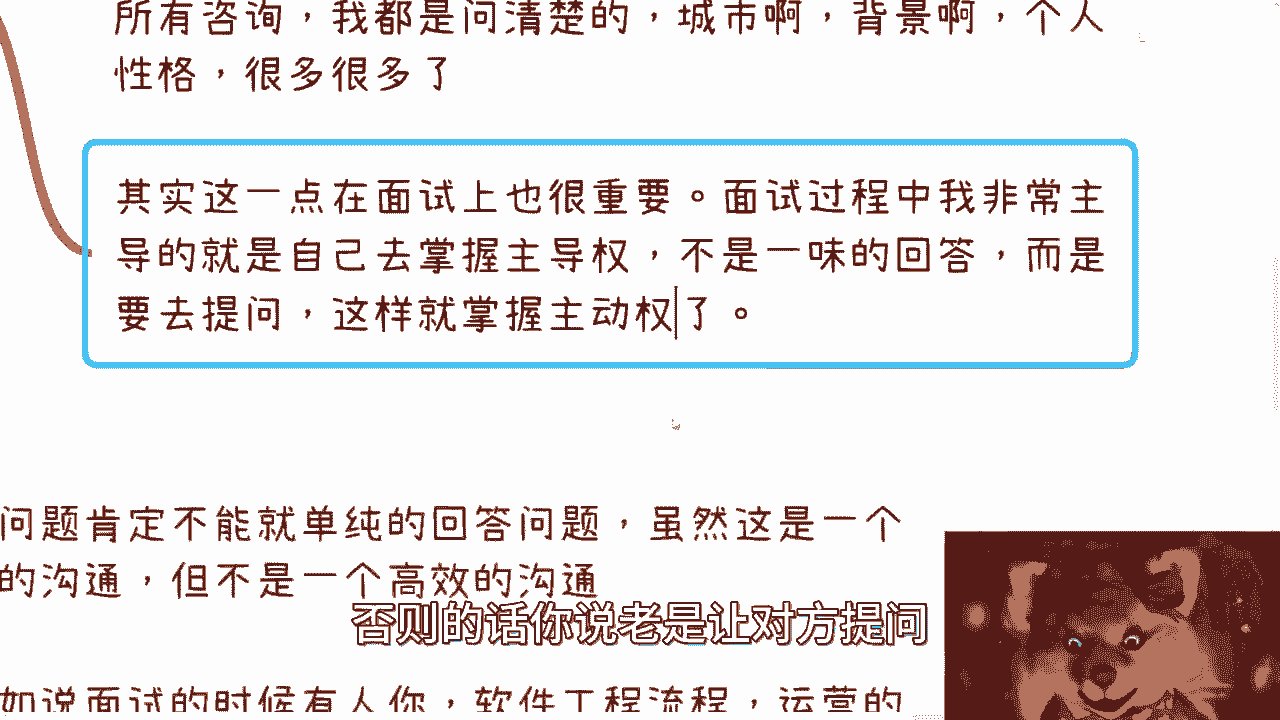 所有咨询，我都是问清楚的，城市啊，背景啊，个人
性格，很多很多了
其实这一点在面试上也很重要。面试过程中我非常主
导的就是自己去掌握主导权，不是一味的回答，而是
要去提问，这样就掌握主动权了。
问题肯定不能就单纯的回答问题，虽然这是一个
的沟通，但不是一个高效的沟通
否则的话你说老是让对方提问
如说面试的时候有人你，软件工程流程，运营的